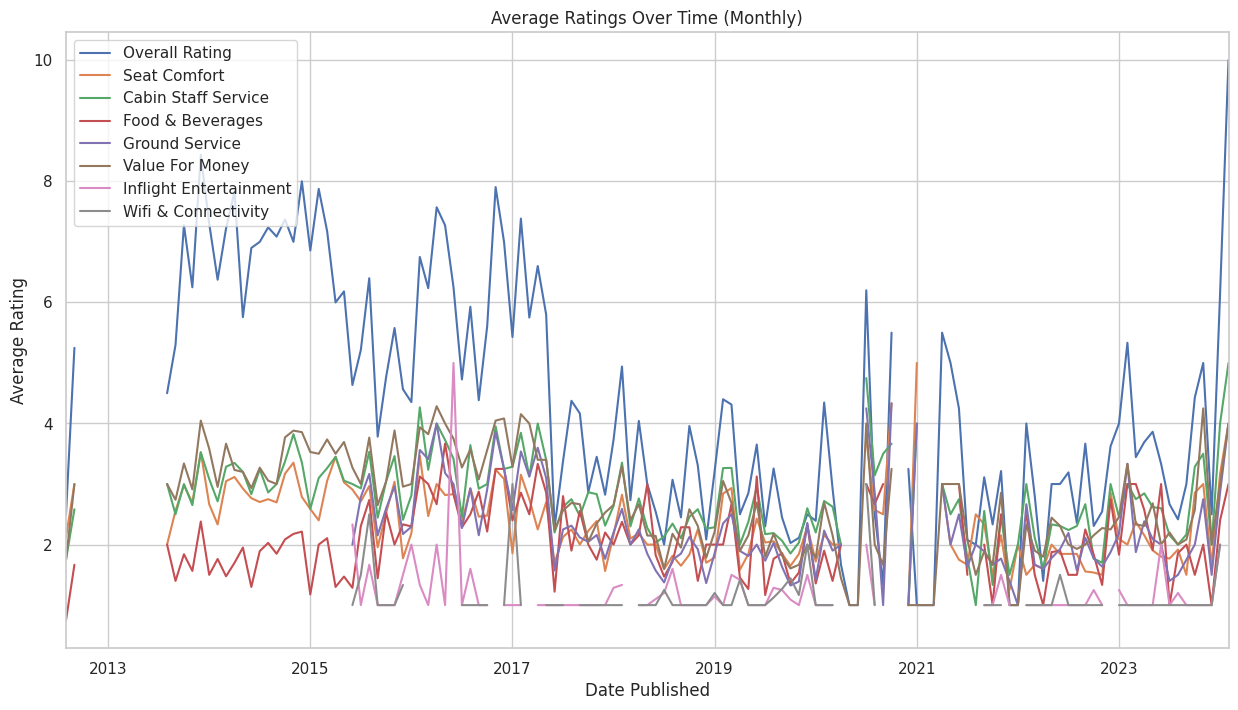 Average Ratings Over Time (Monthly)
Overall Rating
Seat Comfort
Cabin Staff Service
Food & Beverages
Ground Service
Value For Money
Inflight Entertainment
Wifi & Connectivity
10
8
6
4
2
Average Rating
2013
2015
2017
2019
2021
2023
Date Published